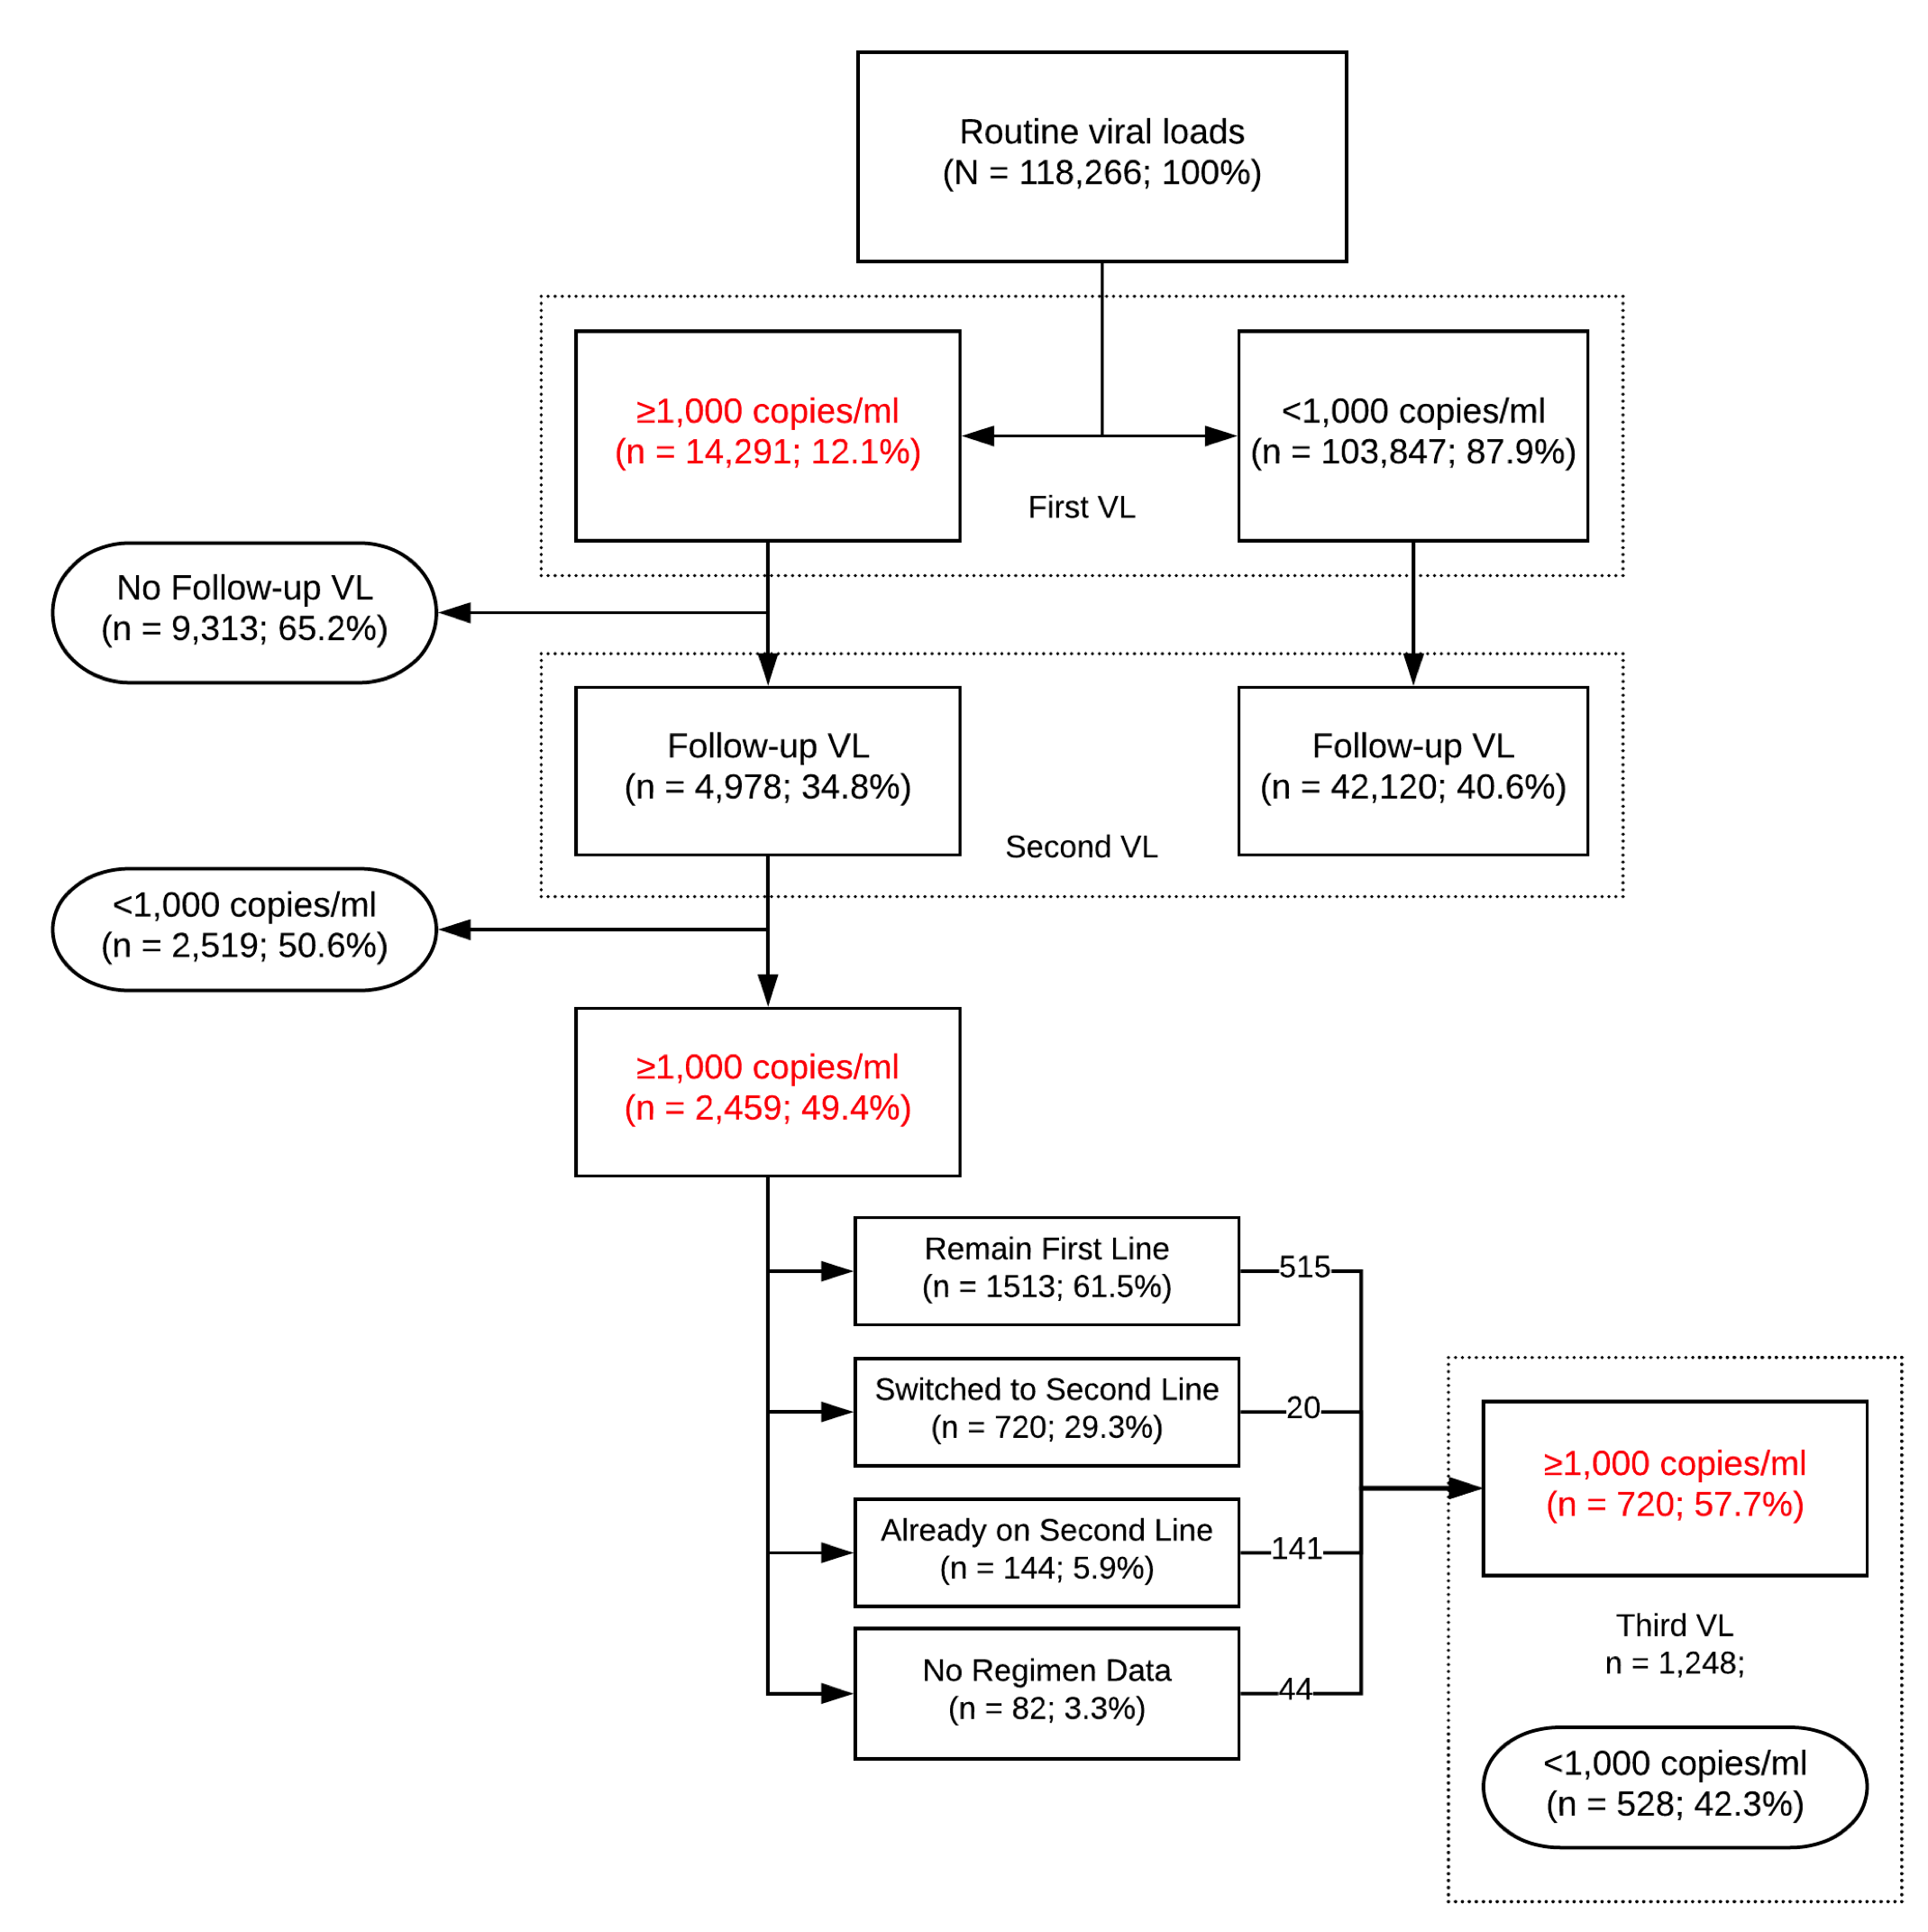 Routine viral loads
(N = 118,266; 100%)
≥1,000 copies/ml
(n = 14,291; 12.1%)
<1,000 copies/ml
(n = 103,847; 87.9%)
First VL
No Follow-up VL
(n = 9,313; 65.2%)
Follow-up VL
(n = 4,978; 34.8%)
Follow-up VL
(n = 42,120; 40.6%)
Second VL
<1,000 copies/ml
(n = 2,519; 50.6%)
≥1,000 copies/ml
(n = 2,459; 49.4%)
Remain First Line
(n = 1513; 61.5%)
515
Switched to Second Line
(n = 720; 29.3%)
20
Already on Second Line
(n = 144; 5.9%)
141
No Regimen Data
(n = 82; 3.3%)
44
≥1,000 copies/ml
(n = 720; 57.7%)
Third VL
n = 1,248;
<1,000 copies/ml
(n = 528; 42.3%)